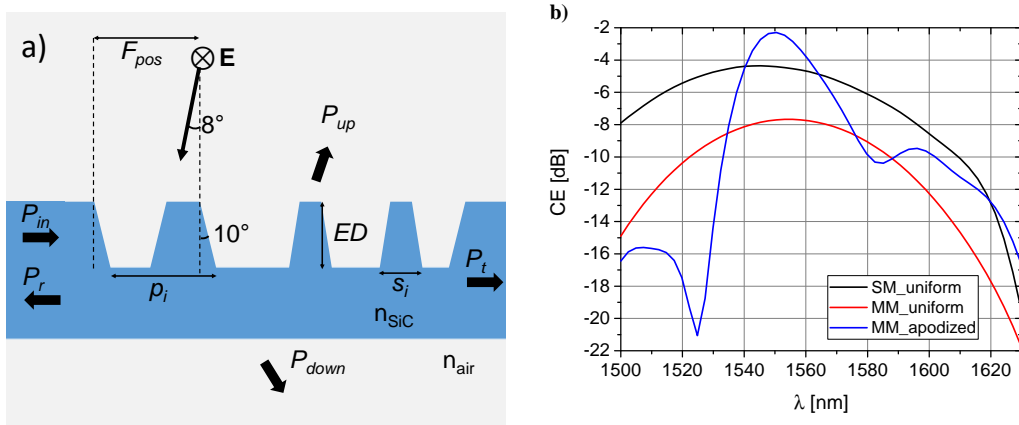 a)
F_pos
E
8°
P_up
P_in
10°
ED
P_r
p_i
s_i
P_t
n_SiC
P_down
n_air
b)
-2
-4
-6
-8
-10
-12
-14
-16
-18
-20
-22
CE [dB]
SM_uniform
MM_uniform
MM_apodized
1500 1520 1540 1560 1580 1600 1620
λ [nm]